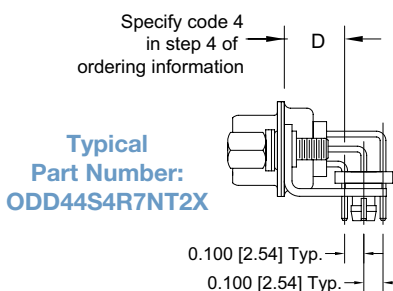 Specify code 4
in step 4 of
ordering information
D
Typical
Part Number:
ODD44S4R7NT2X
0.100 [2.54] Typ.
0.100 [2.54] Typ.